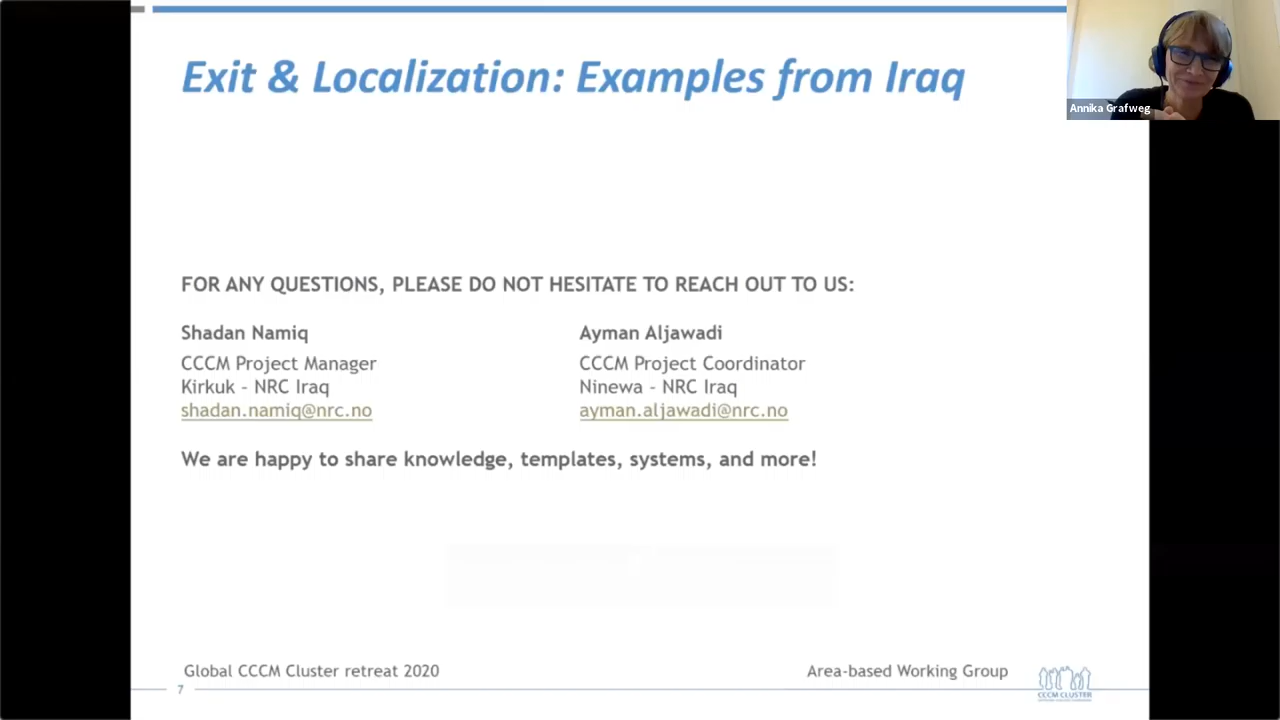 Exit & Localization: Examples from Iraq
Annika Grafweg
FOR ANY QUESTIONS, PLEASE DO NOT HESITATE TO REACH OUT TO US:
Shadan Namiq
CCCM Project Manager
Kirkuk - NRC Iraq
shadan.namiq@nrc.no
Ayman Aljawadi
CCCM Project Coordinator
Ninewa - NRC Iraq
ayman.aljawadi@nrc.no
We are happy to share knowledge, templates, systems, and more!
Global CCCM Cluster retreat 2020
Area-based Working Group
7
CCCM CLUSTER